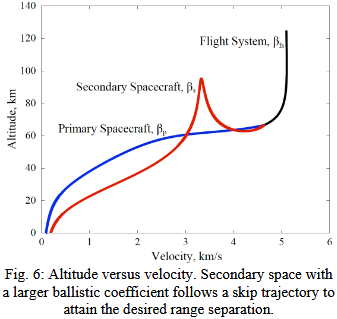 140
120
100
80
60
40
20
0
Altitude, km
Flight System, βfs
Secondary Spacecraft, βs
Primary Spacecraft, βp
0 1 2 3 4 5 6
Velocity, km/s
Fig. 6: Altitude versus velocity. Secondary space with
a larger ballistic coefficient follows a skip trajectory to
attain the desired range separation.